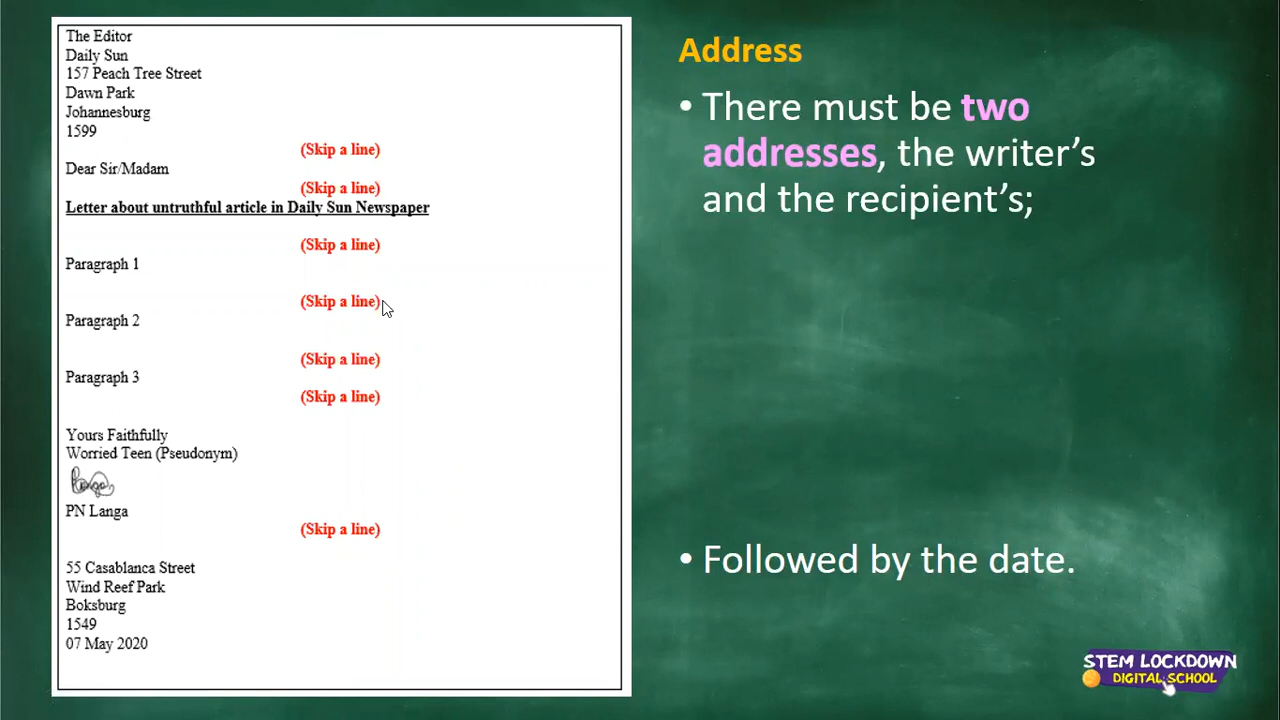 The Editor
Daily Sun
157 Peach Tree Street
Dawn Park
Johannesburg
1599
(Skip a line)
Dear Sir/Madam
(Skip a line)
Letter about untruthful article in Daily Sun Newspaper
(Skip a line)
Paragraph 1
(Skip a line)
Paragraph 2
(Skip a line)
Paragraph 3
(Skip a line)
Yours Faithfully
Worried Teen (Pseudonym)
PN Langa
(Skip a line)
55 Casablanca Street
Wind Reef Park
Boksburg
1549
07 May 2020
Address
• There must be two
addresses, the writer's
and the recipient's;
• Followed by the date.
STEM LOCKDOWN
DIGITAL SCHOOL